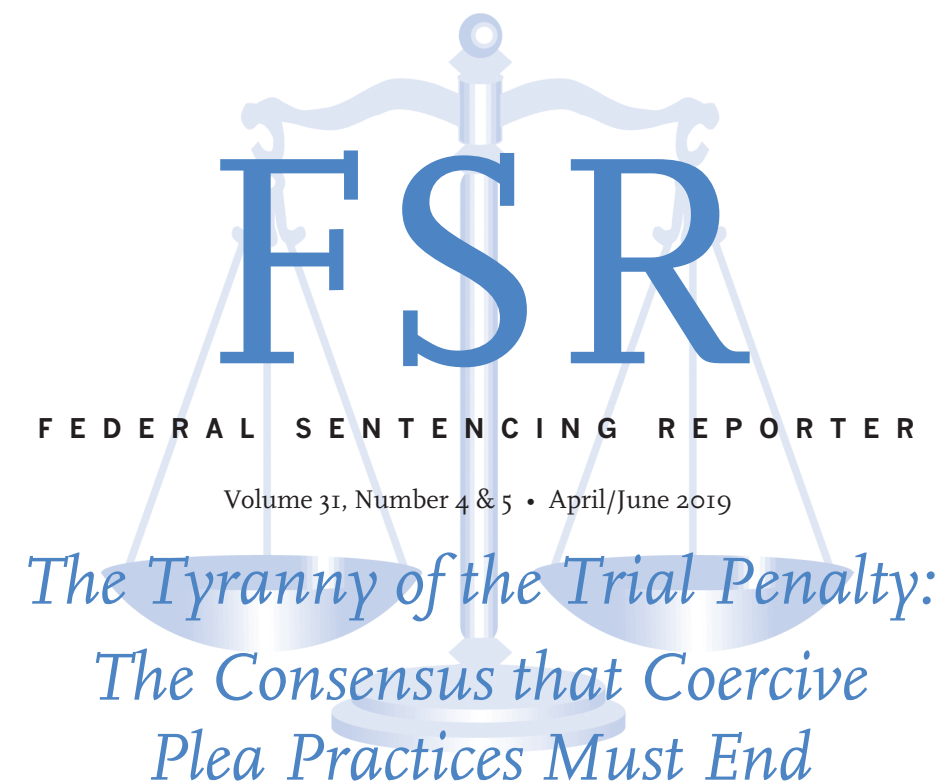 FSR
FEDERAL SENTENCING REPORTER
Volume 31, Number 4 & 5 • April/June 2019
The Tyranny of the Trial Penalty:
The Consensus that Coercive
Plea Practices Must End